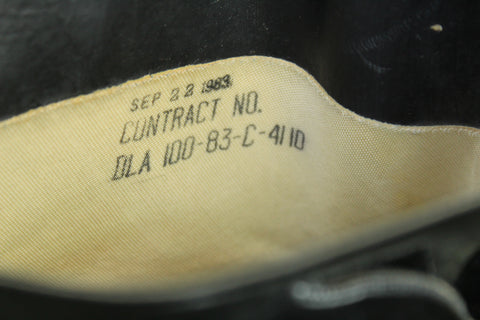 SEP 22 1983
CONTRACT NO.
DLA 100-83-C-4110